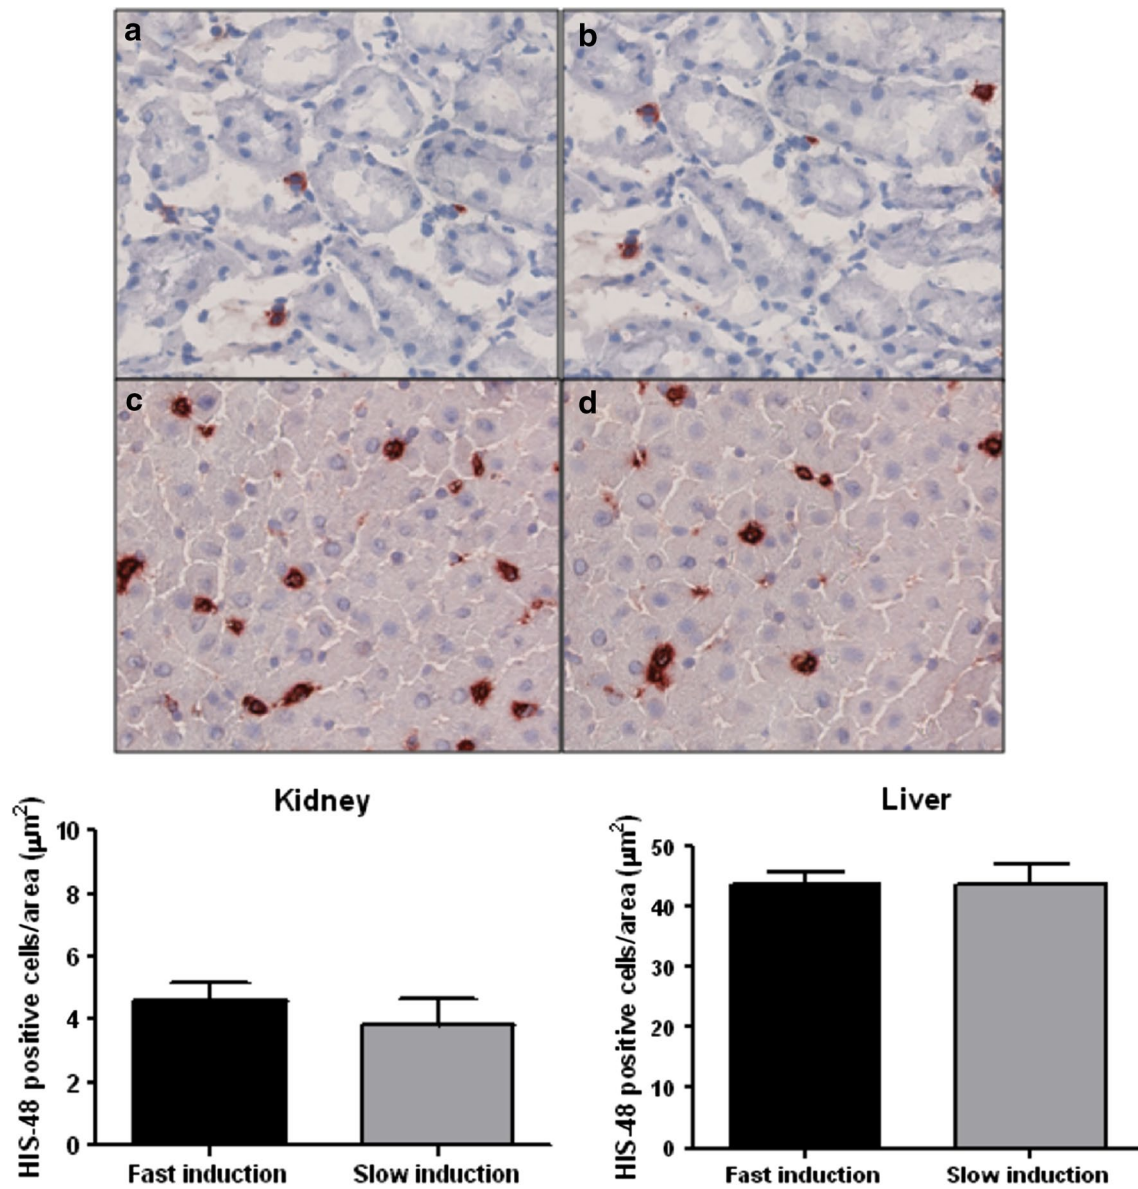 a
b
c
d
Kidney
HIS-48 positive cells/area (μm²)
10
8
6
4
2
0
Fast induction
Slow induction
Liver
HIS-48 positive cells/area (μm²)
50
40
30
20
10
0
Fast induction
Slow induction